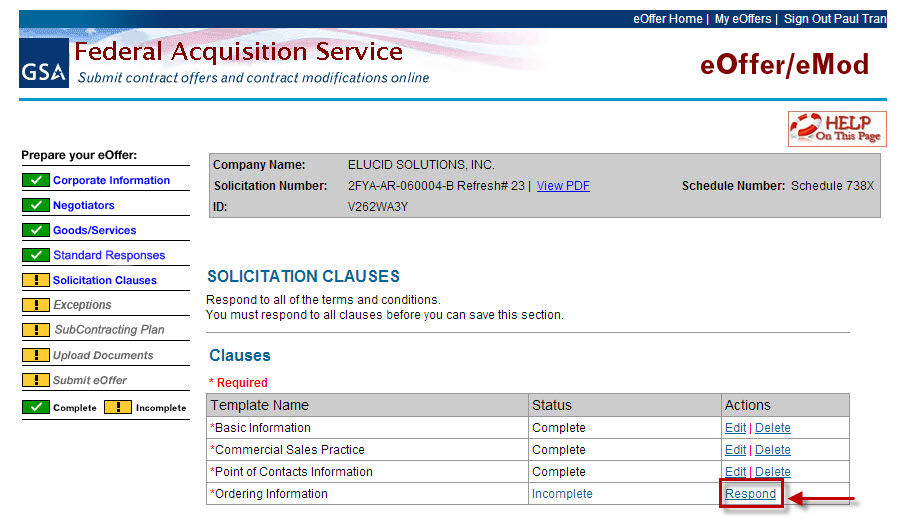 eOffer Home | My eOffers | Sign Out Paul Tran
GSA
Federal Acquisition Service
Submit contract offers and contract modifications online
eOffer/eMod
HELP
On This Page
Prepare your eOffer:
Corporate Information
Negotiators
Goods/Services
Standard Responses
! Solicitation Clauses
! Exceptions
! SubContracting Plan
! Upload Documents
! Submit eOffer
Complete ! Incomplete
Company Name: ELUCID SOLUTIONS, INC.
Solicitation Number: 2FYA-AR-060004-B Refresh# 23 | View PDF Schedule Number: Schedule 738X
ID: V262WA3Y
SOLICITATION CLAUSES
Respond to all of the terms and conditions.
You must respond to all clauses before you can save this section.
Clauses
* Required
Template Name Status Actions
*Basic Information Complete Edit | Delete
*Commercial Sales Practice Complete Edit | Delete
*Point of Contacts Information Complete Edit | Delete
*Ordering Information Incomplete Respond